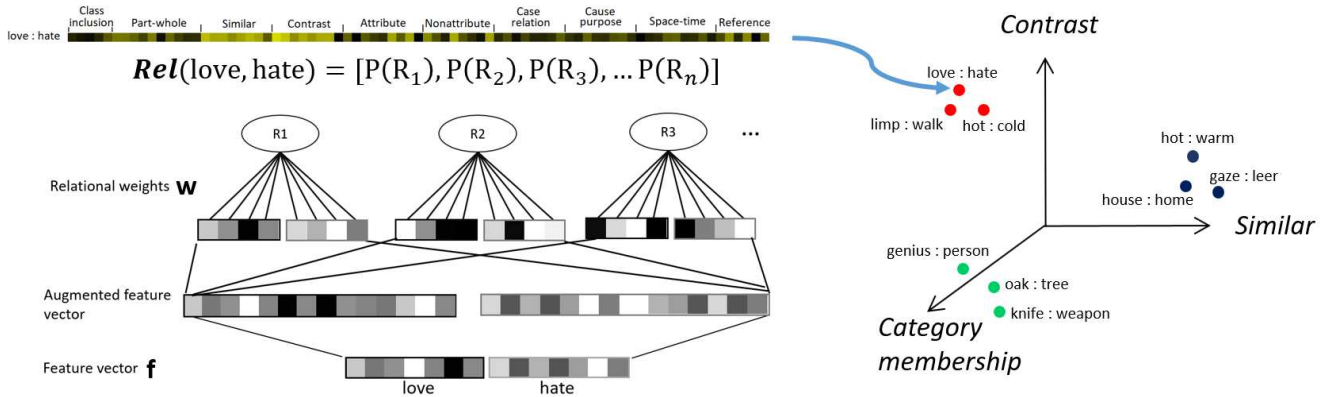 Class inclusion
Part-whole
Similar
Contrast
Attribute
Nonattribute
Case relation
Cause purpose
Space-time
Reference
love : hate
Rel(love, hate) = [P(R₁), P(R₂), P(R₃), … P(Rₙ)]
R1
R2
R3
...
Relational weights w
Augmented feature
vector
Feature vector f
love
hate
Contrast
love : hate
limp : walk
hot : cold
hot : warm
gaze : leer
house : home
Similar
genius : person
oak : tree
knife : weapon
Category
membership